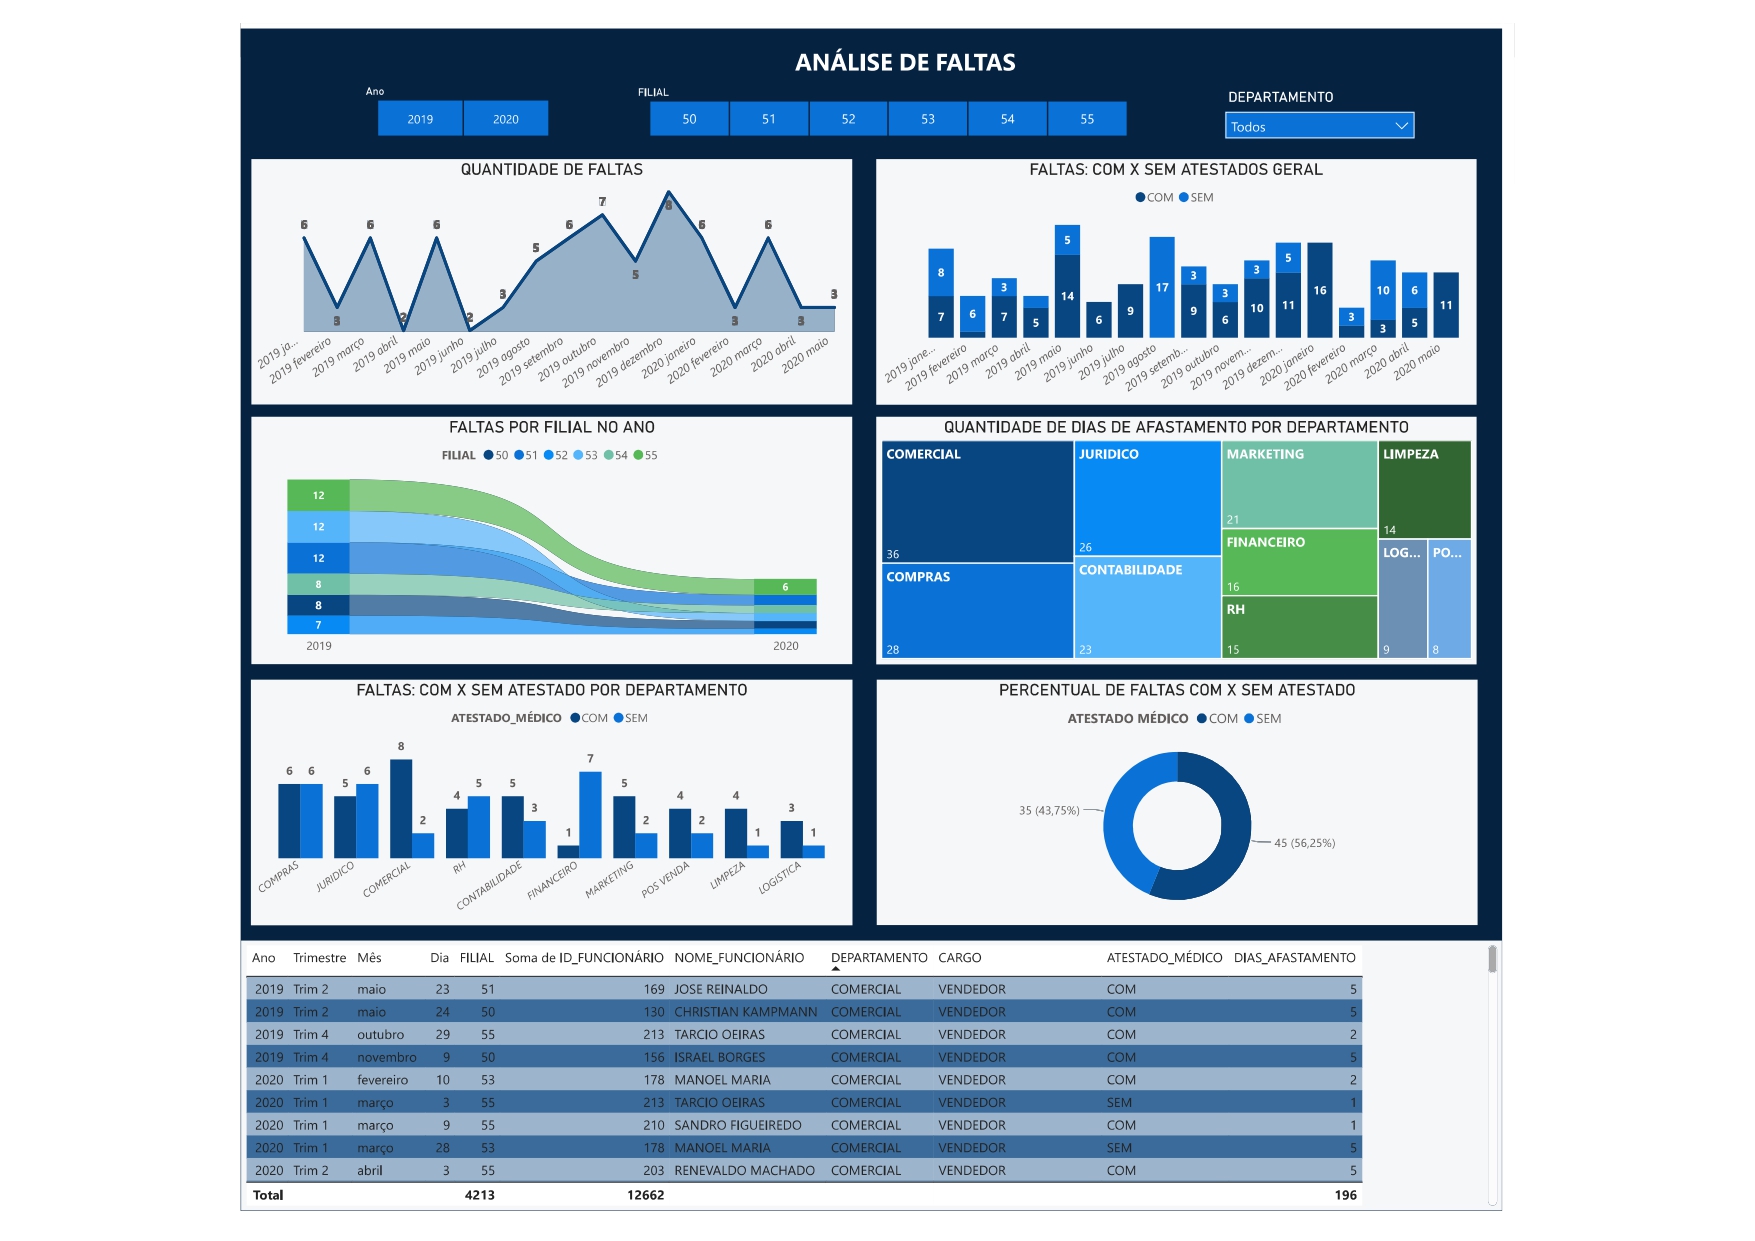 ANÁLISE DE FALTAS
Ano
2019 2020
FILIAL
50 51 52 53 54 55
DEPARTAMENTO
Todos
QUANTIDADE DE FALTAS
6 3 6 2 6 2 3 5 6 7 5 8 6 3 6 3 3
2019 ja... 2019 fevereiro 2019 março 2019 abril 2019 maio 2019 junho 2019 julho 2019 agosto 2019 setembro 2019 outubro 2019 novembro 2019 dezembro 2020 janeiro 2020 fevereiro 2020 março 2020 abril 2020 maio
FALTAS: COM X SEM ATESTADOS GERAL
COM SEM
8 6 3 5 17 3 3 3 5 3 10 6
7 7 5 14 6 9 9 6 10 11 16 3 5 11
2019 jane... 2019 fevereiro 2019 março 2019 abril 2019 maio 2019 junho 2019 julho 2019 agosto 2019 setemb... 2019 outubro 2019 novem... 2019 dezem... 2020 janeiro 2020 fevereiro 2020 março 2020 abril 2020 maio
FALTAS POR FILIAL NO ANO
FILIAL 50 51 52 53 54 55
12
12
12
8
8
7
6
2019 2020
QUANTIDADE DE DIAS DE AFASTAMENTO POR DEPARTAMENTO
COMERCIAL
36
COMPRAS
28
JURIDICO
26
CONTABILIDADE
23
MARKETING
21
FINANCEIRO
16
RH
15
LIMPEZA
14
LOG...
9
PO...
8
FALTAS: COM X SEM ATESTADO POR DEPARTAMENTO
ATESTADO_MÉDICO COM SEM
6 6 5 6 8 2 4 5 5 3 1 7 5 2 4 2 4 1 3 1
COMPRAS JURIDICO COMERCIAL RH CONTABILIDADE FINANCEIRO MARKETING POS VENDA LIMPEZA LOGISTICA
PERCENTUAL DE FALTAS COM X SEM ATESTADO
ATESTADO MÉDICO COM SEM
35 (43,75%)
45 (56,25%)
Ano Trimestre Mês Dia FILIAL Soma de ID_FUNCIONÁRIO NOME_FUNCIONÁRIO DEPARTAMENTO CARGO ATESTADO_MÉDICO DIAS_AFASTAMENTO
2019 Trim 2 maio 23 51 169 JOSE REINALDO COMERCIAL VENDEDOR COM 5
2019 Trim 2 maio 24 50 130 CHRISTIAN KAMPMANN COMERCIAL VENDEDOR COM 5
2019 Trim 4 outubro 29 55 213 TARCIO OEIRAS COMERCIAL VENDEDOR COM 2
2019 Trim 4 novembro 9 50 156 ISRAEL BORGES COMERCIAL VENDEDOR COM 5
2020 Trim 1 fevereiro 10 53 178 MANOEL MARIA COMERCIAL VENDEDOR COM 2
2020 Trim 1 março 3 55 213 TARCIO OEIRAS COMERCIAL VENDEDOR SEM 1
2020 Trim 1 março 9 55 210 SANDRO FIGUEIREDO COMERCIAL VENDEDOR COM 1
2020 Trim 1 março 28 53 178 MANOEL MARIA COMERCIAL VENDEDOR SEM 5
2020 Trim 2 abril 3 55 203 RENEVALDO MACHADO COMERCIAL VENDEDOR COM 5
Total 4213 12662 196